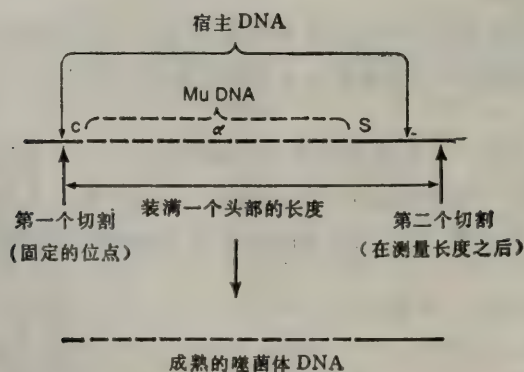 宿主 DNA
Mu DNA
c α S
第一个切割
(固定的位点)
装满一个头部的长度
第二个切割
(在测量长度之后)
成熟的噬菌体 DNA